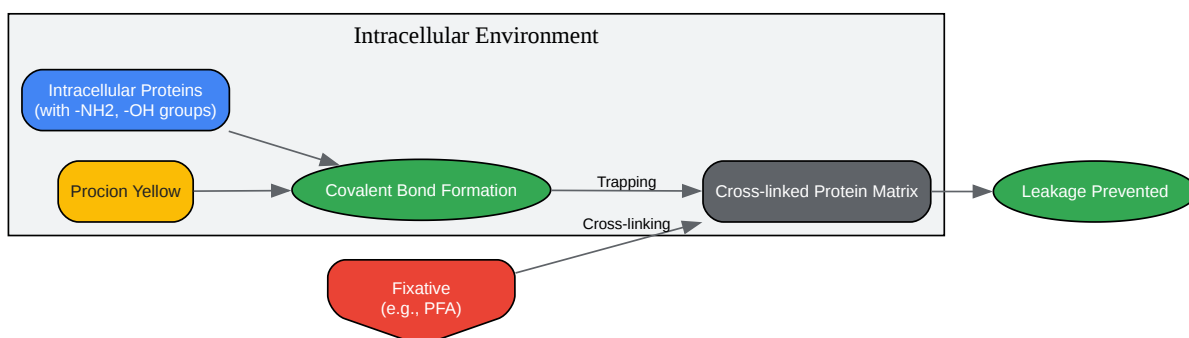 Intracellular Environment
Intracellular Proteins
(with -NH2, -OH groups)
Procion Yellow
Covalent Bond Formation
Trapping
Cross-linked Protein Matrix
Leakage Prevented
Cross-linking
Fixative
(e.g., PFA)